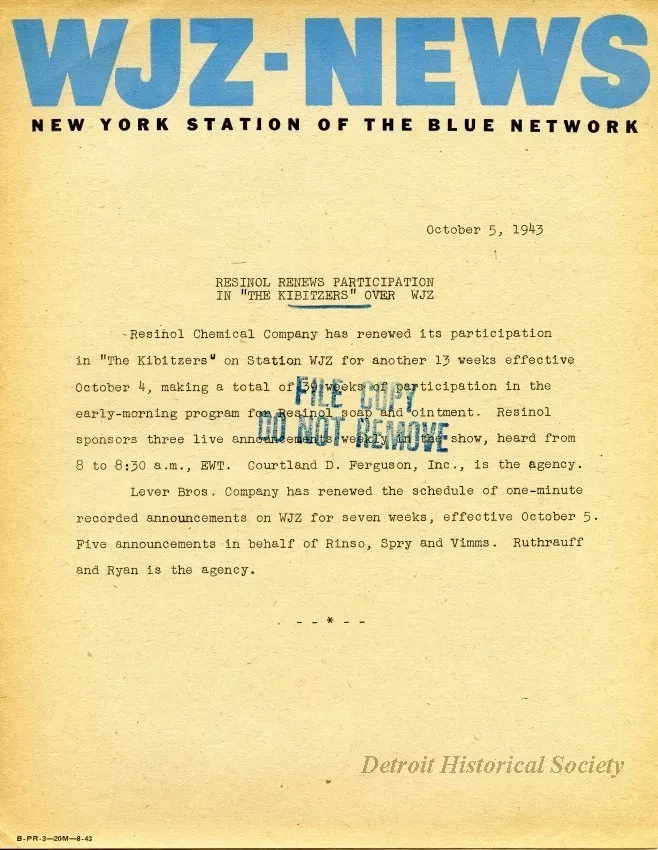 WJZ-NEWS
NEW YORK STATION OF THE BLUE NETWORK
October 5, 1943
RESINOL RENEWS PARTICIPATION
IN "THE KIBITZERS" OVER WJZ
Resinol Chemical Company has renewed its participation
in "The Kibitzers" on Station WJZ for another 13 weeks effective
October 4, making a total of 39 weeks of participation in the
early-morning program for Resinol soap and ointment. Resinol
sponsors three live announcements weekly in the show, heard from
8 to 8:30 a.m., EWT. Courtland D. Ferguson, Inc., is the agency.
Lever Bros. Company has renewed the schedule of one-minute
recorded announcements on WJZ for seven weeks, effective October 5.
Five announcements in behalf of Rinso, Spry and Vimms. Ruthrauff
and Ryan is the agency.
- - * - -
FILE COPY
DO NOT REMOVE
Detroit Historical Society
B-PR-3—20M—8-43